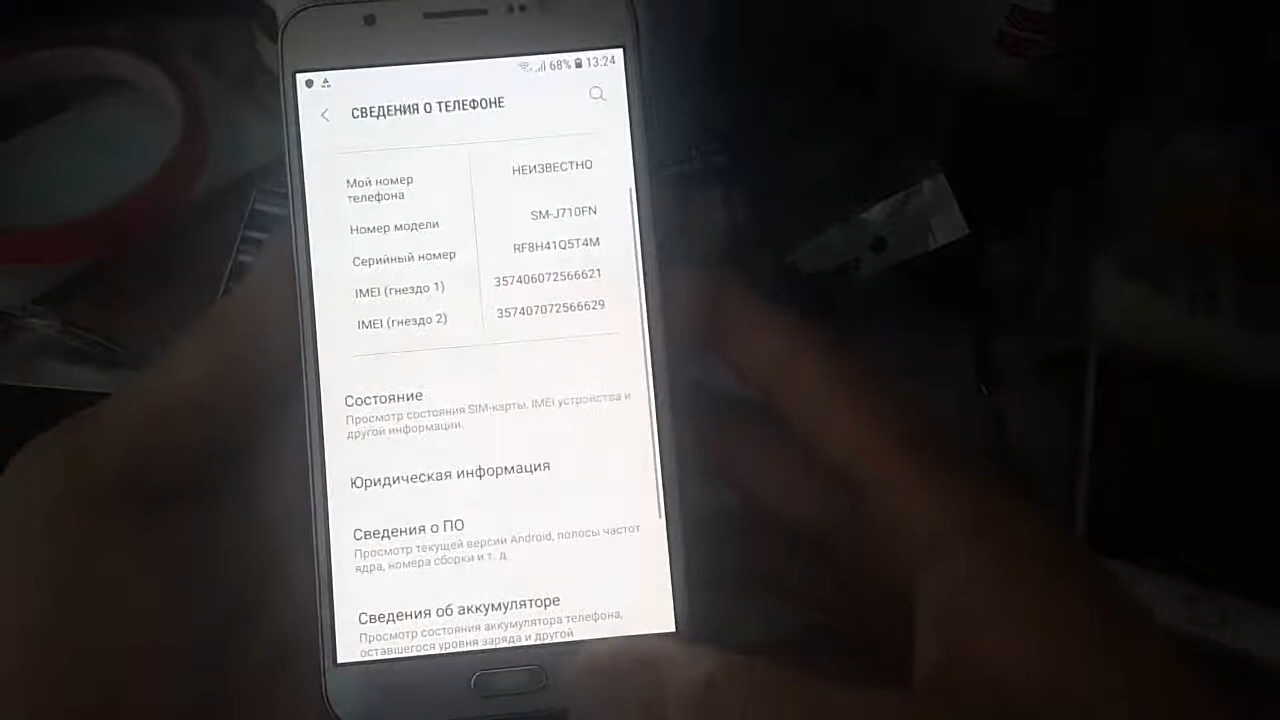 68% 13:24
СВЕДЕНИЯ О ТЕЛЕФОНЕ
Мой номер
телефона
НЕИЗВЕСТНО
Номер модели
SM-J710FN
Серийный номер
RF8H41Q5T4M
IMEI (гнездо 1)
357406072566621
IMEI (гнездо 2)
357407072566629
Состояние
Просмотр состояния SIM-карты, IMEI устройства и
другой информации.
Юридическая информация
Сведения о ПО
Просмотр текущей версии Android, полосы частот
ядра, номера сборки и т. д.
Сведения об аккумуляторе
Просмотр состояния аккумулятора телефона,
оставшегося уровня заряда и другой